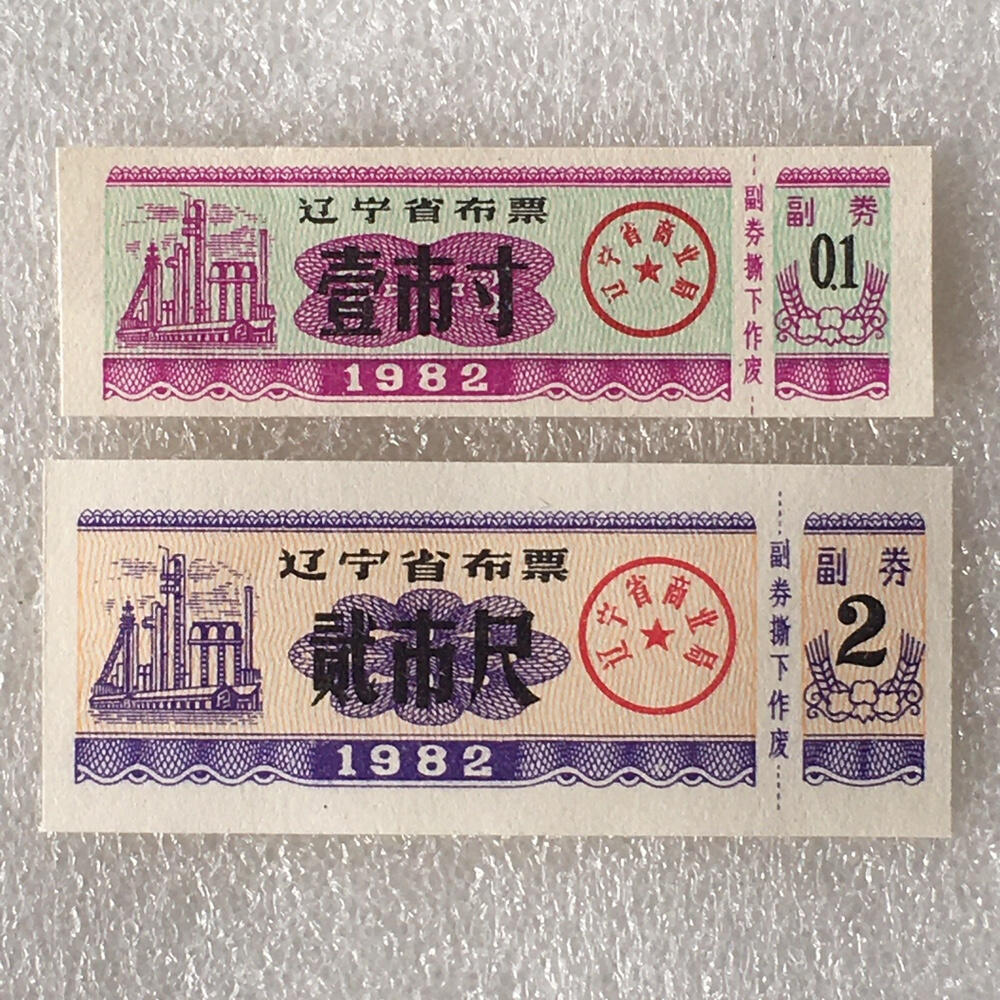 辽宁省布票
壹市寸
辽宁省商业局
1982
副券撕下作废
副 券
0.1
辽宁省布票
贰市尺
辽宁省商业局
1982
副券撕下作废
副 券
2